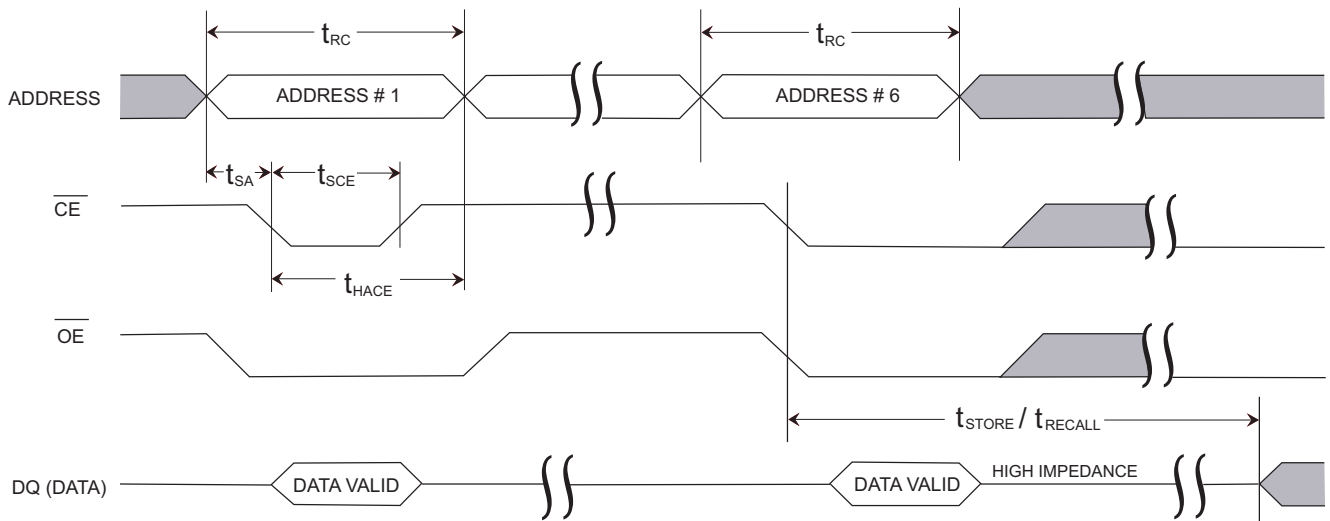 tRC tRC
ADDRESS ADDRESS # 1 ADDRESS # 6
tSA tSCE
CE
tHACE
OE
tSTORE / tRECALL
DQ (DATA) DATA VALID DATA VALID HIGH IMPEDANCE